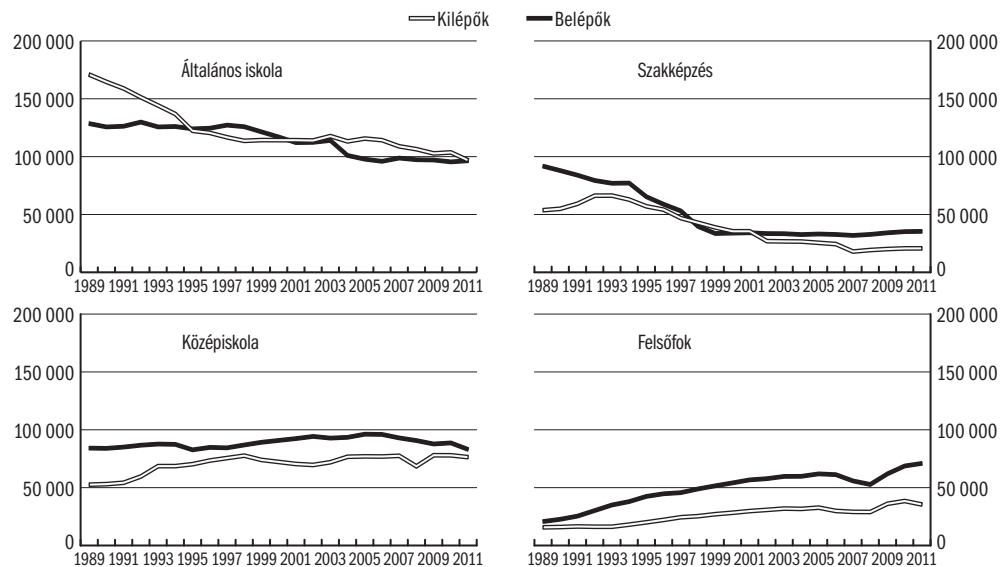 Kilépők Belépők
200 000 200 000
Általános iskola Szakképzés
150 000 150 000
100 000 100 000
50 000 50 000
0 0
1989 1991 1993 1995 1997 1999 2001 2003 2005 2007 2009 2011 1989 1991 1993 1995 1997 1999 2001 2003 2005 2007 2009 2011
200 000 200 000
Középiskola Felsőfok
150 000 150 000
100 000 100 000
50 000 50 000
0 0
1989 1991 1993 1995 1997 1999 2001 2003 2005 2007 2009 2011 1989 1991 1993 1995 1997 1999 2001 2003 2005 2007 2009 2011